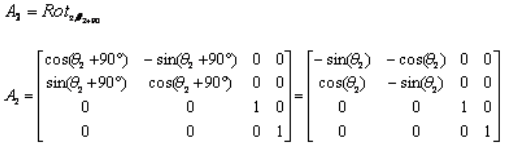 A₂ = Rot z,θ₂₊₉₀
A₂ = [cos(θ₂ +90°) −sin(θ₂ +90°) 0 0] = [−sin(θ₂) −cos(θ₂) 0 0]
[sin(θ₂ +90°) cos(θ₂ +90°) 0 0] [cos(θ₂) −sin(θ₂) 0 0]
[0 0 1 0] [0 0 1 0]
[0 0 0 1] [0 0 0 1]